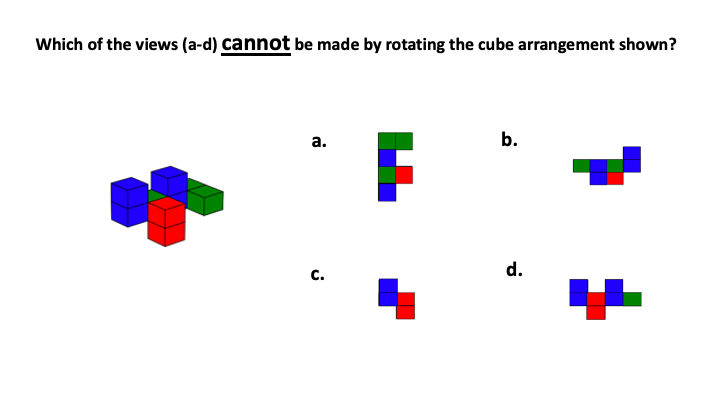 Which of the views (a-d) cannot be made by rotating the cube arrangement shown?
a.
b.
c.
d.